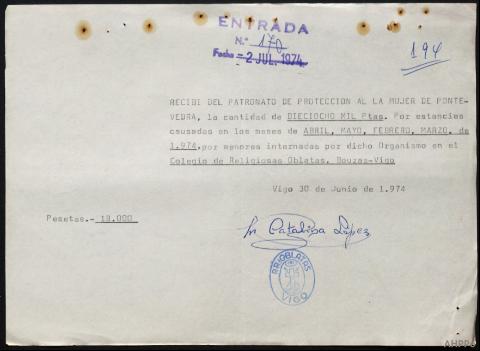 ENTRADA
N.º 170
Fecha = 2 JUL. 1974
194
RECIBI DEL PATRONATO DE PROTECCION AL LA MUJER DE PONTE-
VEDRA, la cantidad de DIECIOCHO MIL Ptas. Por estancias
causadas en los meses de ABRIL, MAYO, FEBRERO, MARZO, de
1.974, por menores internadas por dicho Organismo en el
Colegio de Religiosas Oblatas. Bouzas-Vigo
Vigo 30 de Junio de 1.974
Pesetas.- 18.000
Catalina López
RR. OBLATAS
VIGO
AHPPO